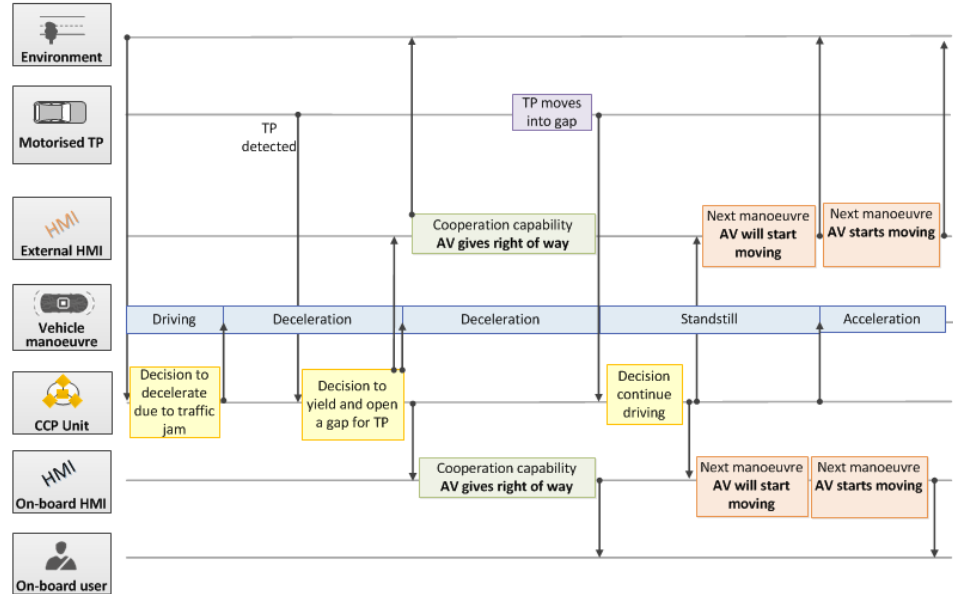 Environment
Motorised TP
TP moves
into gap
TP
detected
HMI
External HMI
Cooperation capability
AV gives right of way
Next manoeuvre
AV will start
moving
Next manoeuvre
AV starts moving
Vehicle
manoeuvre
Driving
Deceleration
Deceleration
Standstill
Acceleration
CCP Unit
Decision to
decelerate
due to traffic
jam
Decision to
yield and open
a gap for TP
Decision
continue
driving
HMI
On-board HMI
Cooperation capability
AV gives right of way
Next manoeuvre
AV will start
moving
Next manoeuvre
AV starts moving
On-board user